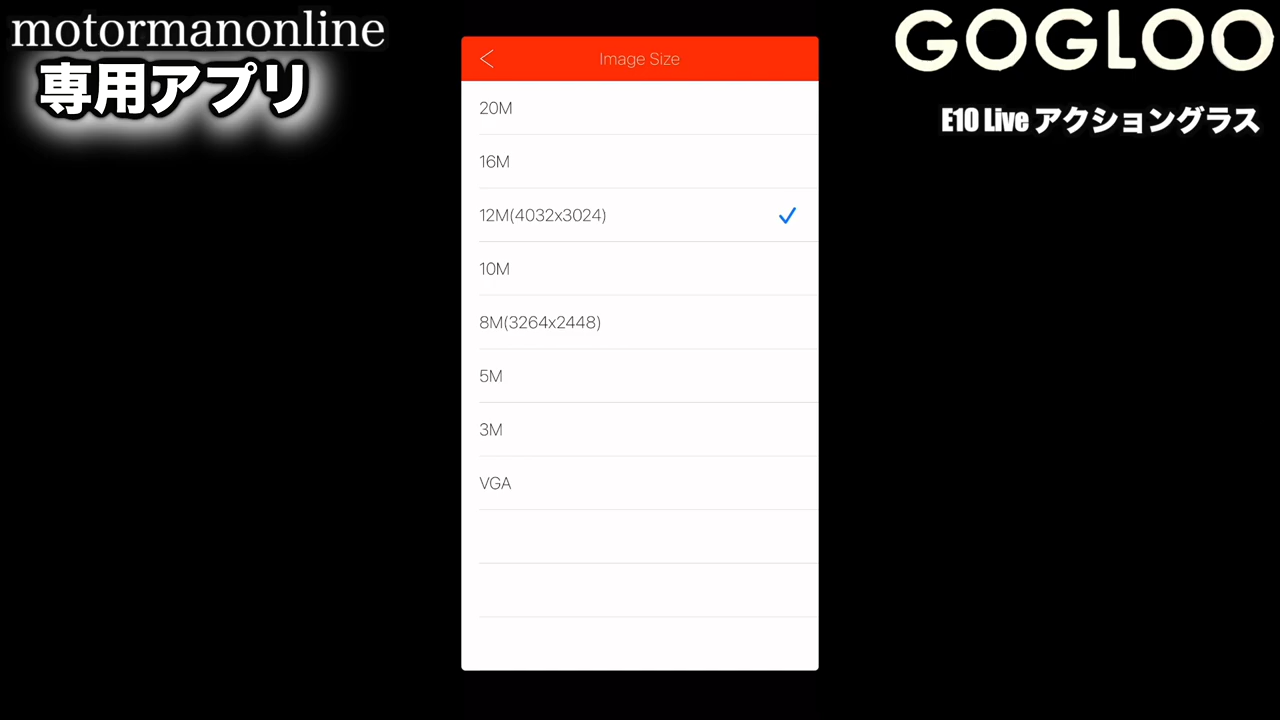 motormanonline
専用アプリ
GOGLOO
E10 Live アクショングラス
Image Size
20M
16M
12M(4032x3024)
10M
8M(3264x2448)
5M
3M
VGA